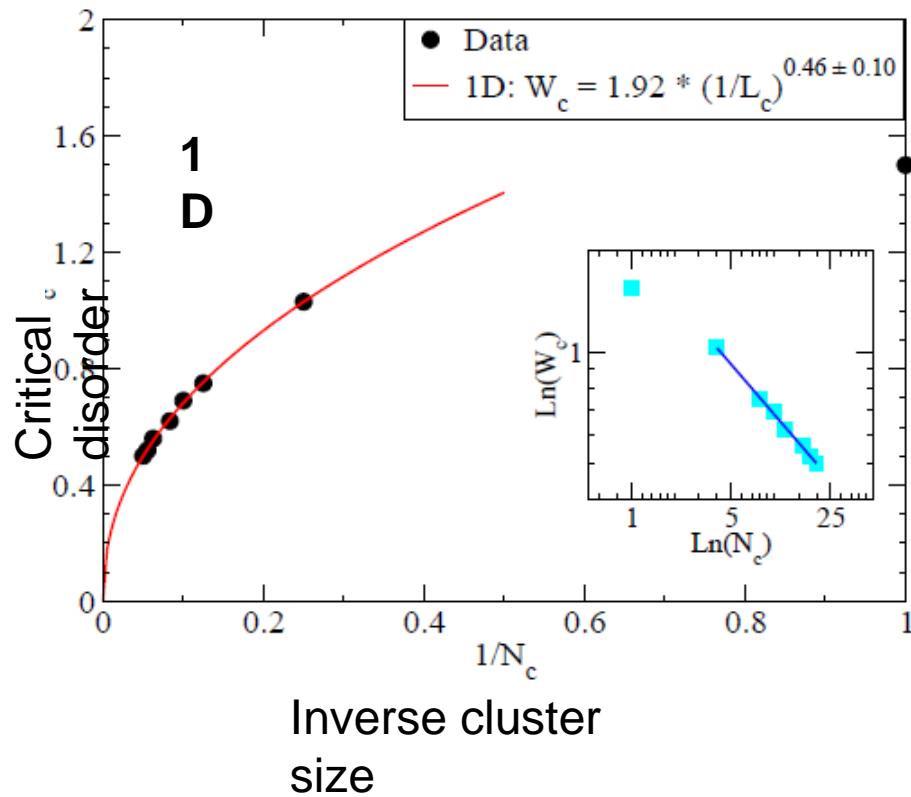 2
Data
1D: W_c = 1.92 * (1/L_c)^0.46 ± 0.10
1.6
1
D
1.2
0.8
0.4
0
Critical
c
disorder
Ln(W_c)
1
1
5
25
Ln(N_c)
0
0.2
0.4
0.6
0.8
1
1/N_c
Inverse cluster
size